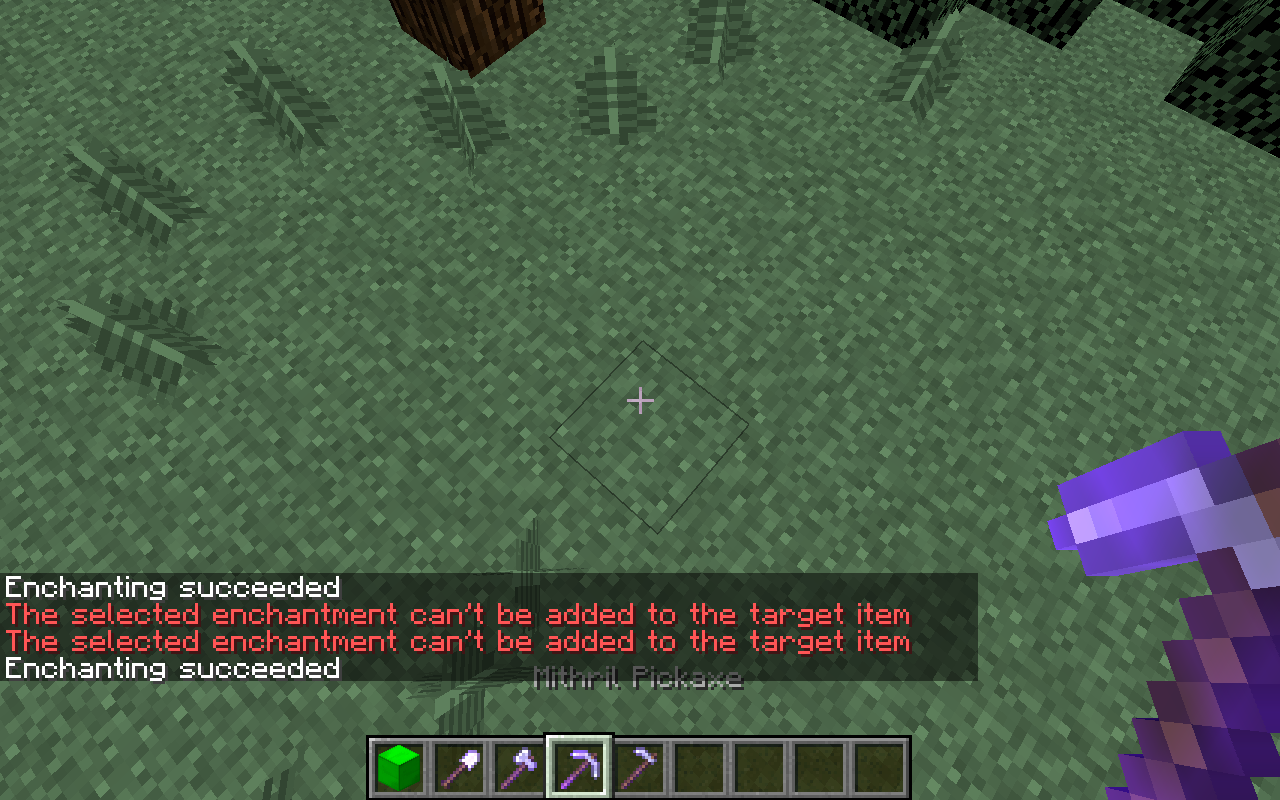 Enchanting succeeded
The selected enchantment can't be added to the target item
The selected enchantment can't be added to the target item
Enchanting succeeded
Mithril Pickaxe